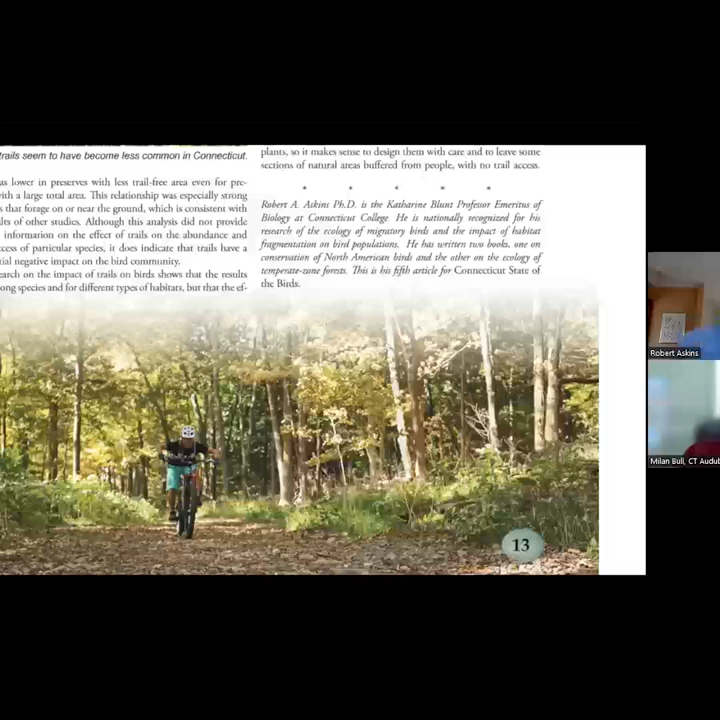 trails seem to have become less common in Connecticut.
as lower in preserves with less trail-free area even for pre-
with a large total area. This relationship was especially strong
s that forage on or near the ground, which is consistent with
lts of other studies. Although this analysis did not provide
information on the effect of trails on the abundance and
ccess of particular species, it does indicate that trails have a
tial negative impact on the bird community.
earch on the impact of trails on birds shows that the results
ong species and for different types of habitats, but that the ef-
plants, so it makes sense to design them with care and to leave some
sections of natural areas buffered from people, with no trail access.
* * * * *
Robert A. Askins Ph.D. is the Katharine Blunt Professor Emeritus of
Biology at Connecticut College. He is nationally recognized for his
research of the ecology of migratory birds and the impact of habitat
fragmentation on bird populations. He has written two books, one on
conservation of North American birds and the other on the ecology of
temperate-zone forests. This is his fifth article for Connecticut State of
the Birds.
13
Robert Askins
Milan Bull, CT Audub